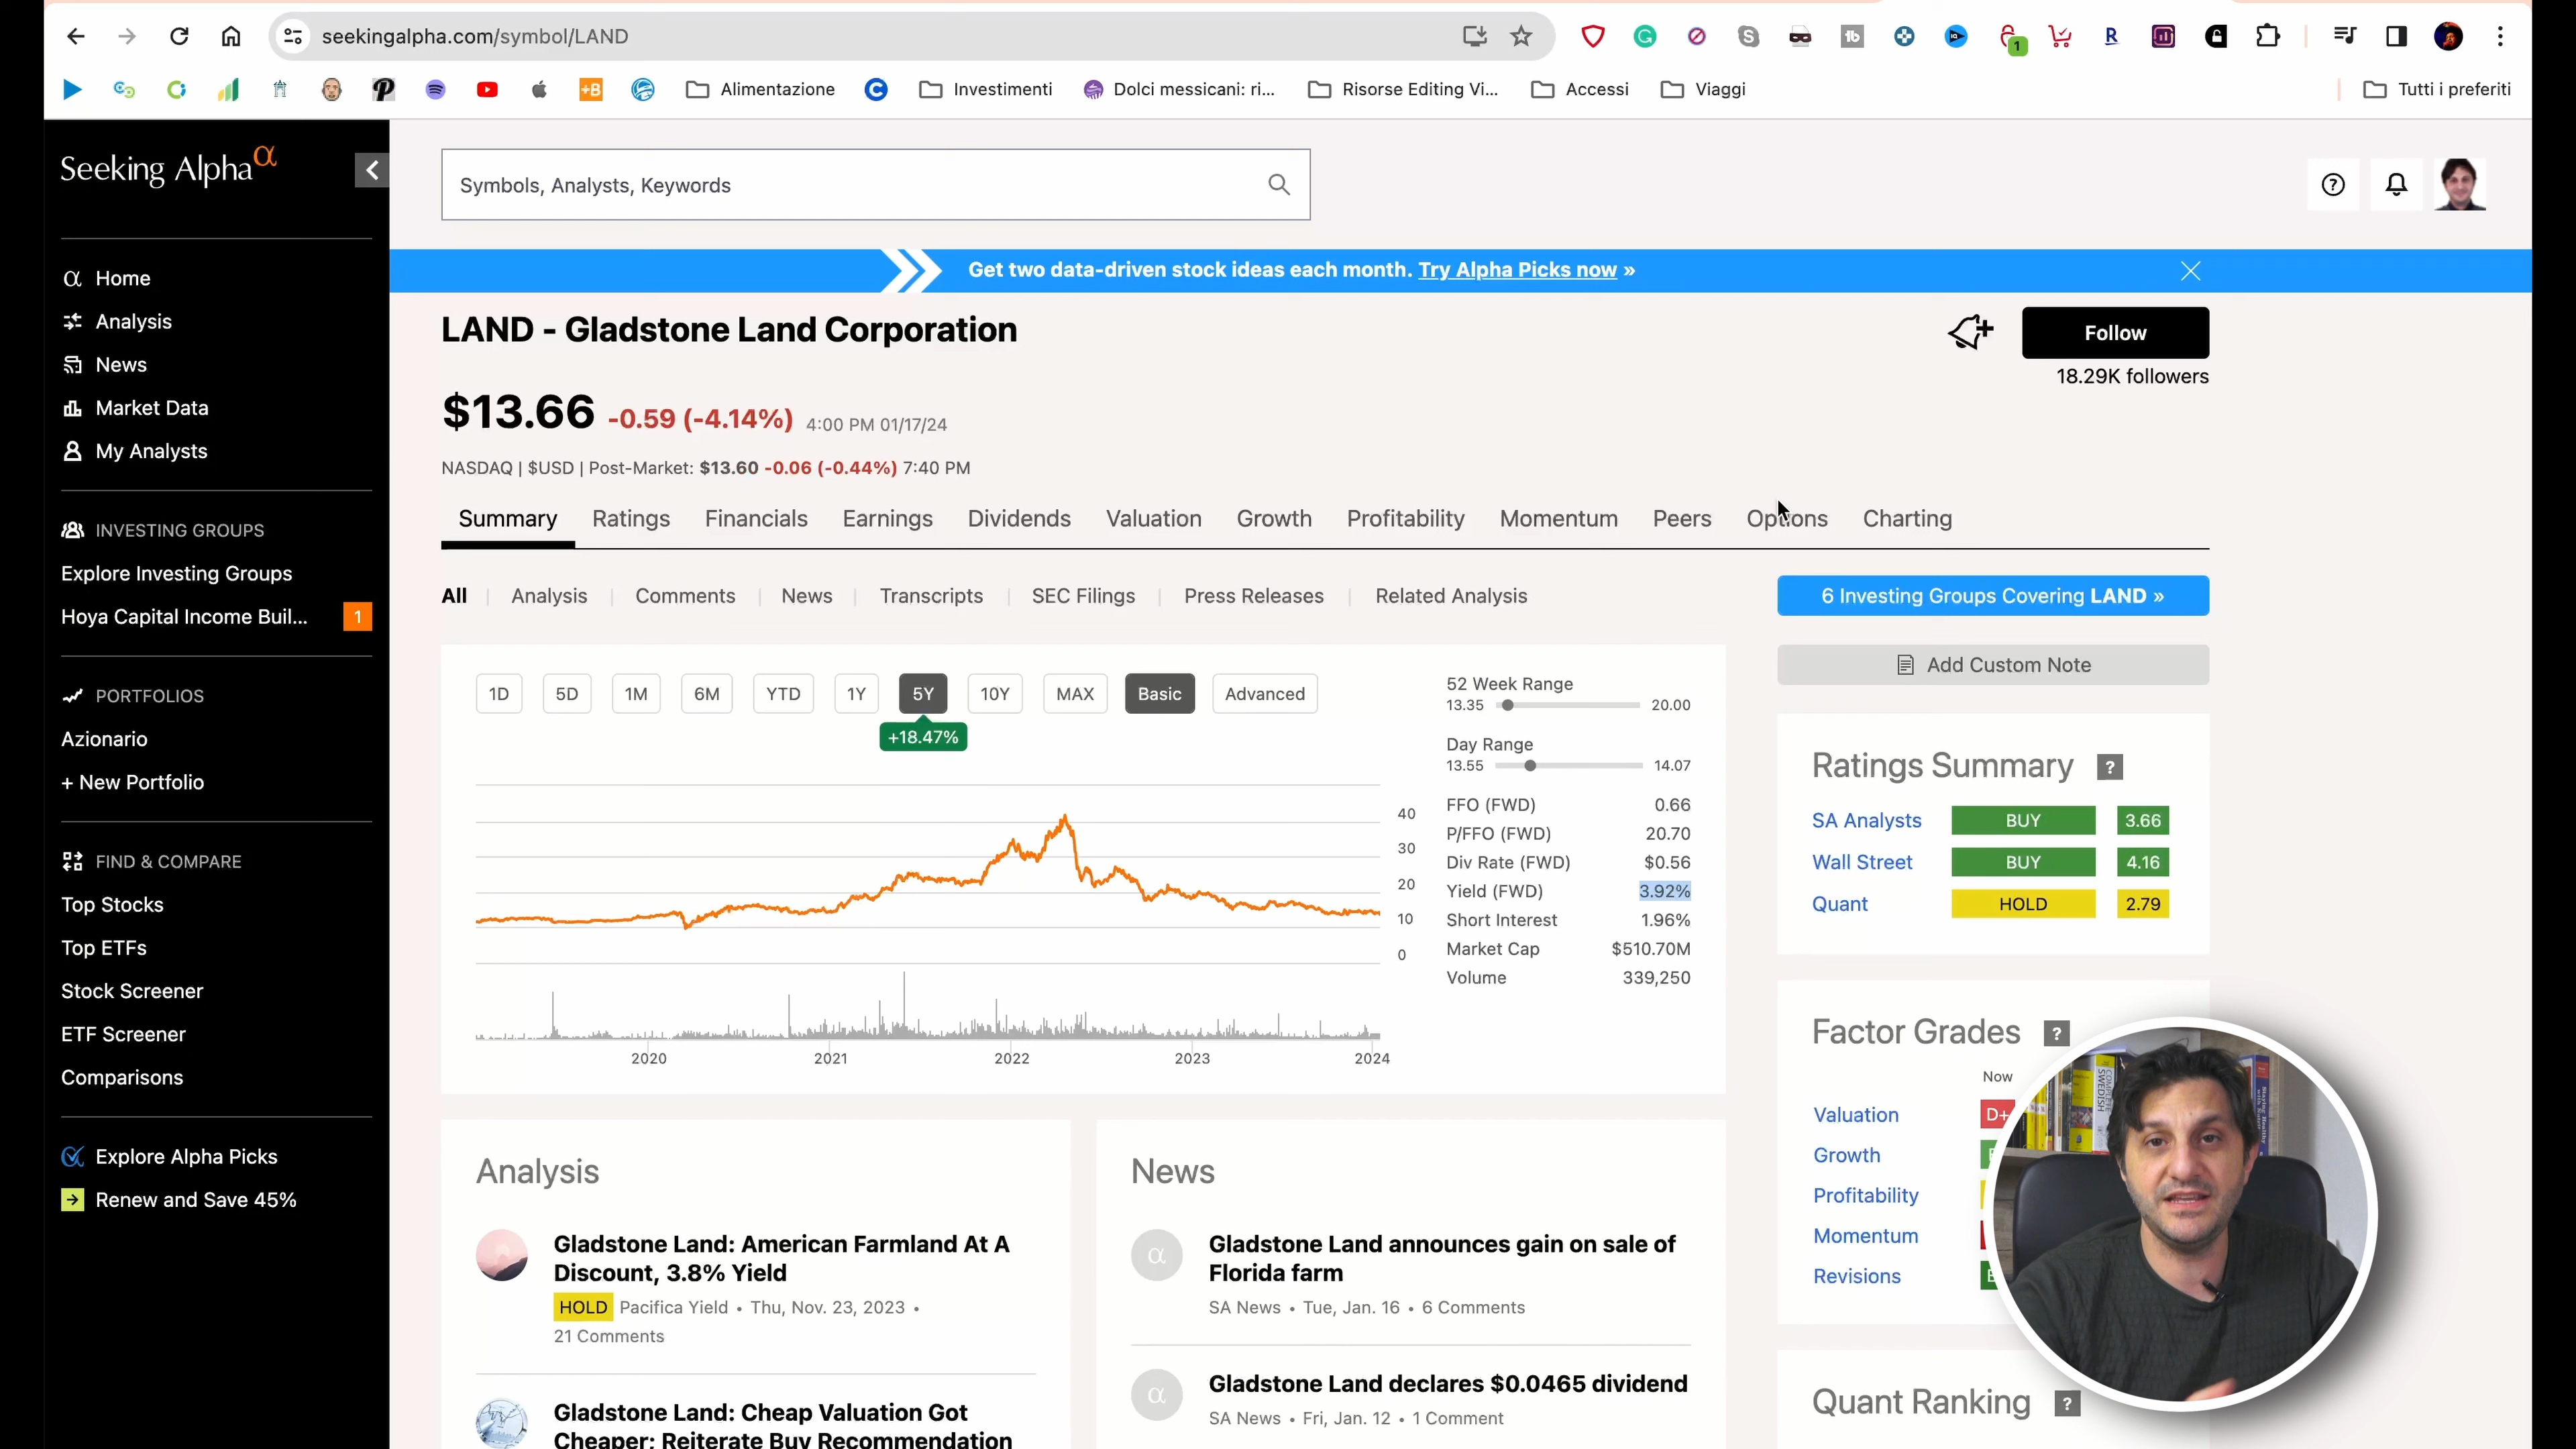 seekingalpha.com/symbol/LAND
Alimentazione
Investimenti
Dolci messicani: ri...
Risorse Editing Vi...
Accessi
Viaggi
Tutti i preferiti
Seeking Alpha α
Symbols, Analysts, Keywords
Get two data-driven stock ideas each month. Try Alpha Picks now »
Home
Analysis
News
Market Data
My Analysts
INVESTING GROUPS
Explore Investing Groups
Hoya Capital Income Buil... 1
PORTFOLIOS
Azionario
+ New Portfolio
FIND & COMPARE
Top Stocks
Top ETFs
Stock Screener
ETF Screener
Comparisons
Explore Alpha Picks
Renew and Save 45%
LAND - Gladstone Land Corporation
Follow
18.29K followers
$13.66 -0.59 (-4.14%) 4:00 PM 01/17/24
NASDAQ | $USD | Post-Market: $13.60 -0.06 (-0.44%) 7:40 PM
Summary Ratings Financials Earnings Dividends Valuation Growth Profitability Momentum Peers Options Charting
All | Analysis | Comments | News | Transcripts | SEC Filings | Press Releases | Related Analysis
6 Investing Groups Covering LAND »
Add Custom Note
1D 5D 1M 6M YTD 1Y 5Y 10Y MAX Basic Advanced
+18.47%
40
30
20
10
0
2020 2021 2022 2023 2024
52 Week Range
13.35 20.00
Day Range
13.55 14.07
FFO (FWD) 0.66
P/FFO (FWD) 20.70
Div Rate (FWD) $0.56
Yield (FWD) 3.92%
Short Interest 1.96%
Market Cap $510.70M
Volume 339,250
Ratings Summary ?
SA Analysts BUY 3.66
Wall Street BUY 4.16
Quant HOLD 2.79
Factor Grades ?
Now
Valuation D+
Growth
Profitability
Momentum
Revisions
Quant Ranking ?
Analysis
Gladstone Land: American Farmland At A
Discount, 3.8% Yield
HOLD Pacifica Yield • Thu, Nov. 23, 2023 •
21 Comments
Gladstone Land: Cheap Valuation Got
Cheaper; Reiterate Buy Recommendation
News
Gladstone Land announces gain on sale of
Florida farm
SA News • Tue, Jan. 16 • 6 Comments
Gladstone Land declares $0.0465 dividend
SA News • Fri, Jan. 12 • 1 Comment